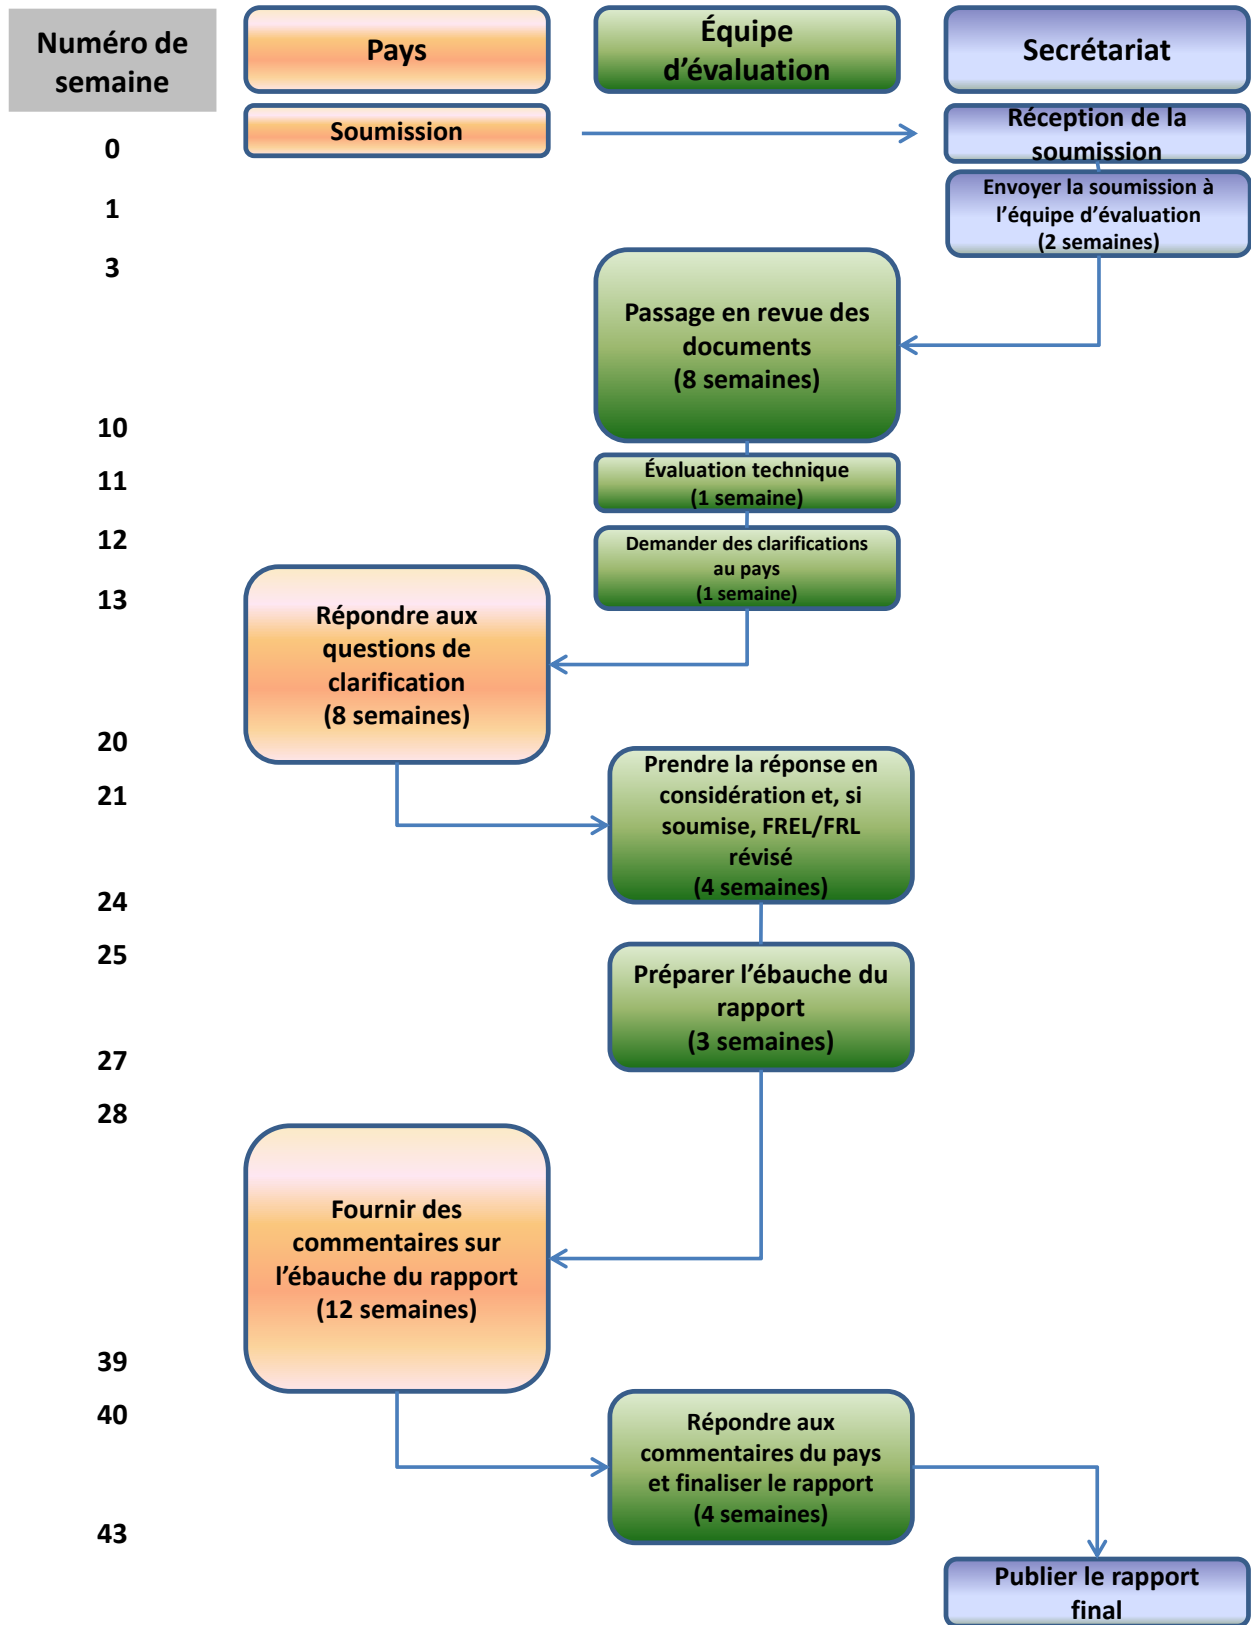 Numéro de
semaine
Pays
Équipe
d’évaluation
Secrétariat
0
Soumission
Réception de la
soumission
1
Envoyer la soumission à
l’équipe d’évaluation
(2 semaines)
3
Passage en revue des
documents
(8 semaines)
10
11
Évaluation technique
(1 semaine)
12
Demander des clarifications
au pays
(1 semaine)
13
Répondre aux
questions de
clarification
(8 semaines)
20
21
Prendre la réponse en
considération et, si
soumise, FREL/FRL
révisé
(4 semaines)
24
25
Préparer l’ébauche du
rapport
(3 semaines)
27
28
Fournir des
commentaires sur
l’ébauche du rapport
(12 semaines)
39
40
Répondre aux
commentaires du pays
et finaliser le rapport
(4 semaines)
43
Publier le rapport
final